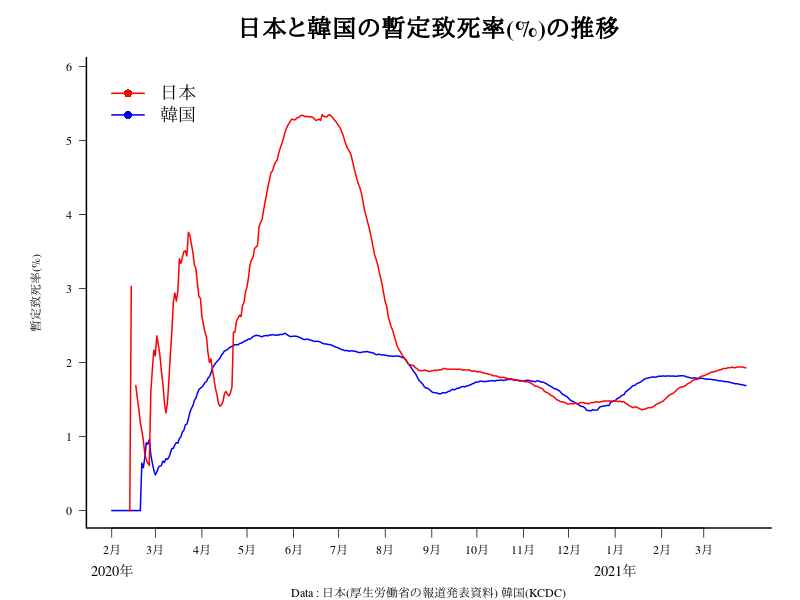 日本と韓国の暫定致死率(%)の推移
6
日本
韓国
5
4
暫定致死率(%)
3
2
1
0
2月 3月 4月 5月 6月 7月 8月 9月 10月 11月 12月 1月 2月 3月
2020年 2021年
Data : 日本(厚生労働省の報道発表資料) 韓国(KCDC)